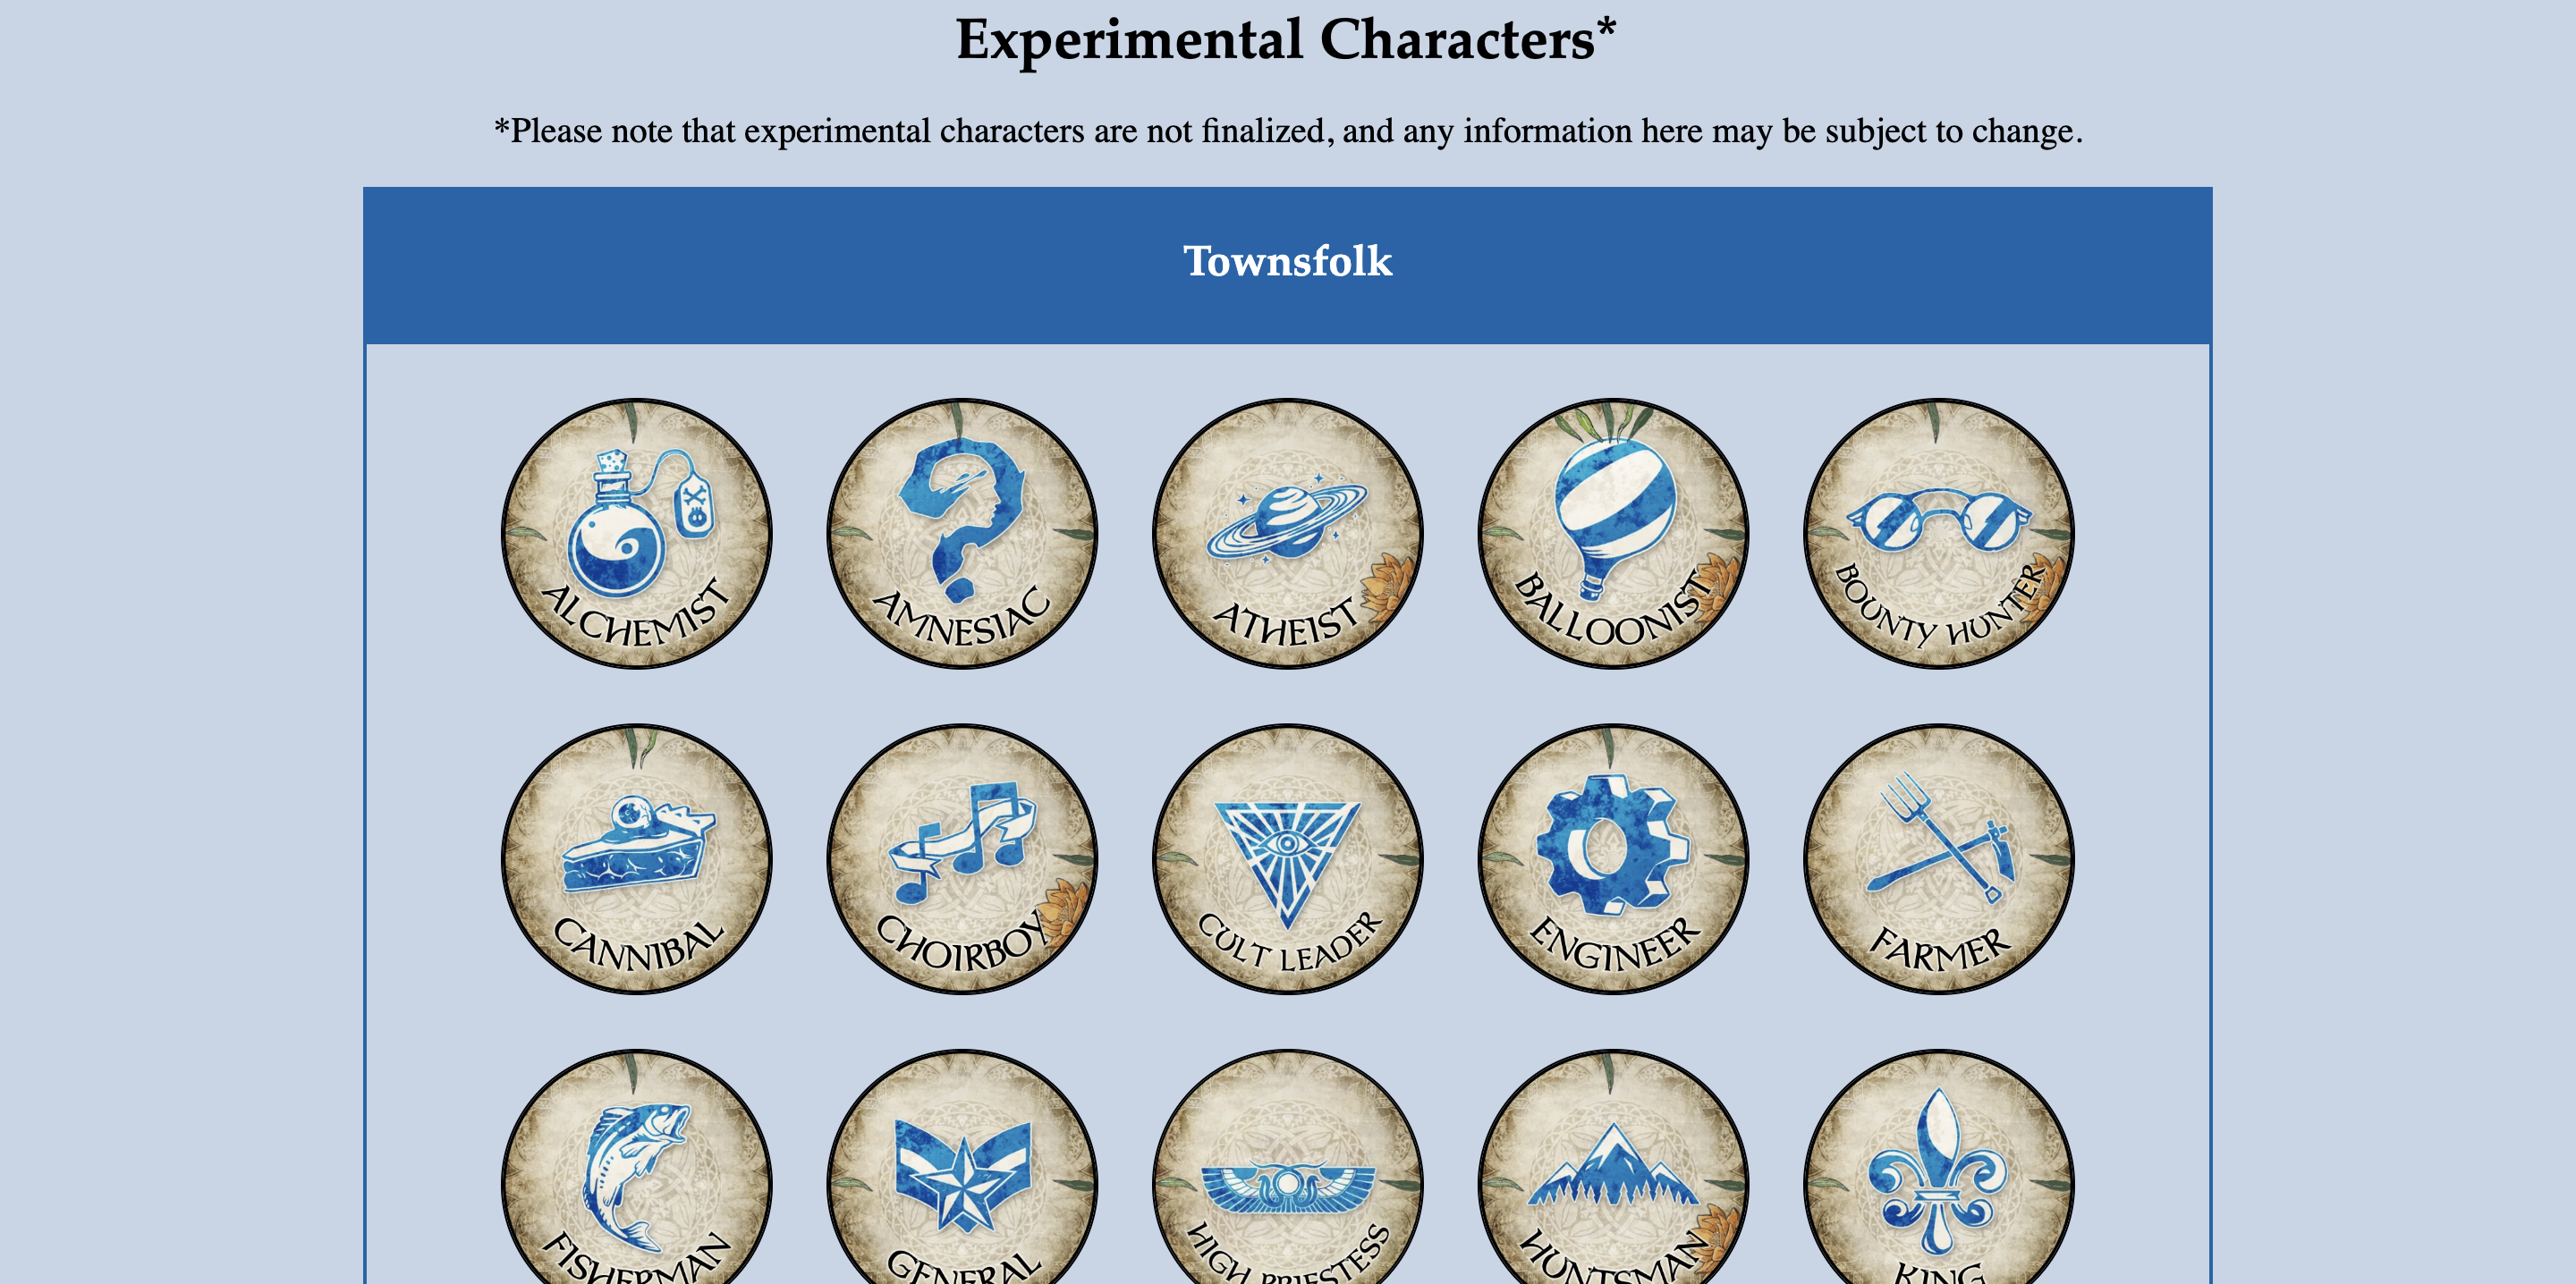 Experimental Characters*
*Please note that experimental characters are not finalized, and any information here may be subject to change.
Townsfolk
ALCHEMIST
AMNESIAC
ATHEIST
BALLOONIST
BOUNTY HUNTER
CANNIBAL
CHOIRBOY
CULT LEADER
ENGINEER
FARMER
FISHERMAN
GENERAL
HIGH PRIESTESS
HUNTSMAN
KING